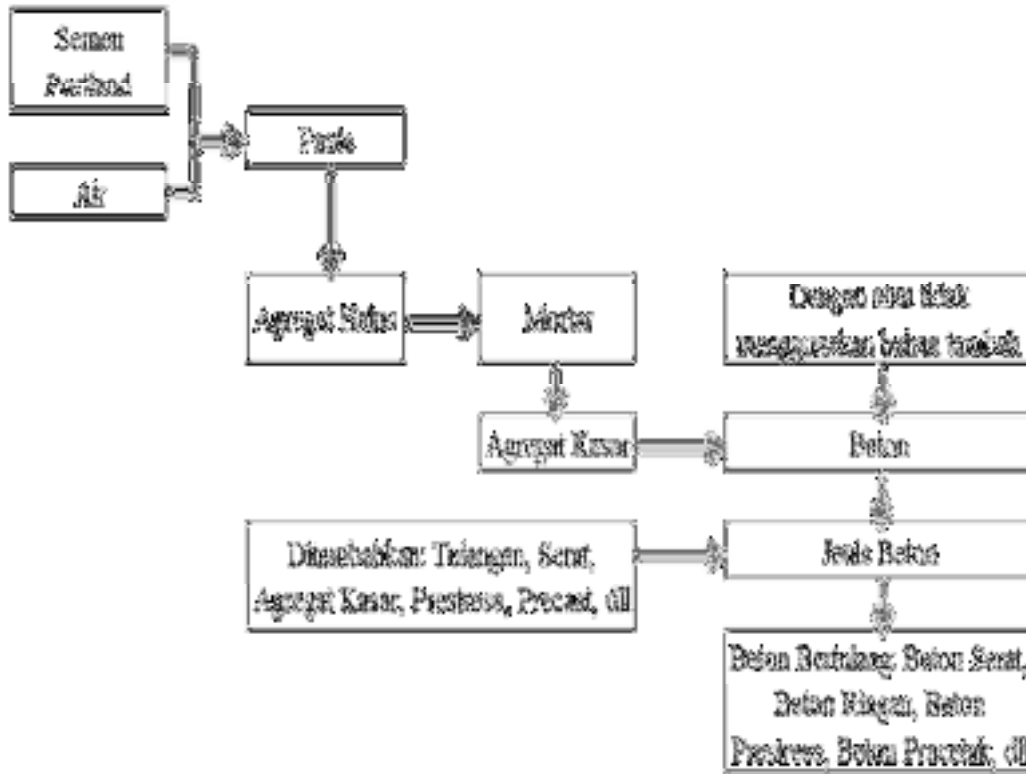 Semen
Portland
Air
Pasta
Agregat Halus
Mortar
Dengan atau tidak
menggunakan bahan tambah
Agregat Kasar
Beton
Ditambahkan: Tulangan, Serat,
Agregat Kasar, Prestress, Precast, dll
Jenis Beton
Beton Bertulang, Beton Serat,
Beton Ringan, Beton
Prestress, Beton Pracetak, dll